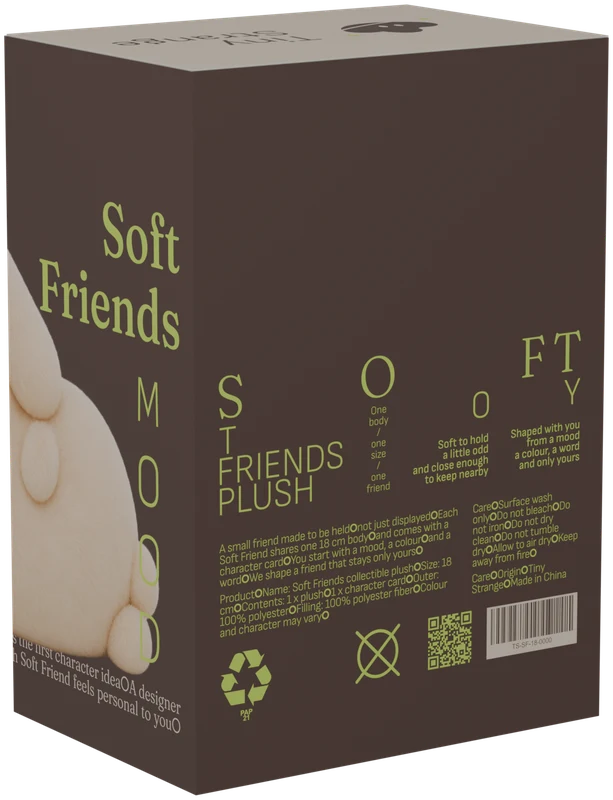 Tiny
Strange
Soft
Friends
M
O
O
D
the first character ideaOA designer
Soft Friend feels personal to youO
S
T
FRIENDS
PLUSH
O
One
body
/
one
size
/
one
friend
O
Soft to hold
a little odd
and close enough
to keep nearby
F T
Y
Shaped with you
from a mood
a colour, a word
and only yours
A small friend made to be heldOnot just displayedOEach
Soft Friend shares one 18 cm bodyOand comes with a
character cardOYou start with a mood, a colourOand a
wordOWe shape a friend that stays only yoursO
ProductOName: Soft Friends collectible plushOSize: 18
cmOContents: 1 x plushO1 x character cardOOuter:
100% polyesterOFilling: 100% polyester fiberOColour
and character may varyO
CareOSurface wash
onlyODo not bleachODo
not ironODo not dry
cleanODo not tumble
dryOAllow to air dryOKeep
away from fireO
CareOOriginOTiny
StrangeOMade in China
PAP
21
TS-SF-18-0000